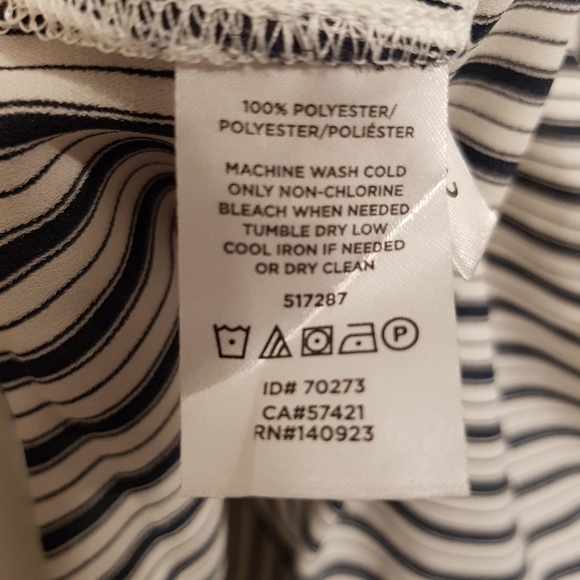 100% POLYESTER/
POLYESTER/POLIÉSTER
MACHINE WASH COLD
ONLY NON-CHLORINE
BLEACH WHEN NEEDED
TUMBLE DRY LOW
COOL IRON IF NEEDED
OR DRY CLEAN
517287
P
ID# 70273
CA#57421
RN#140923